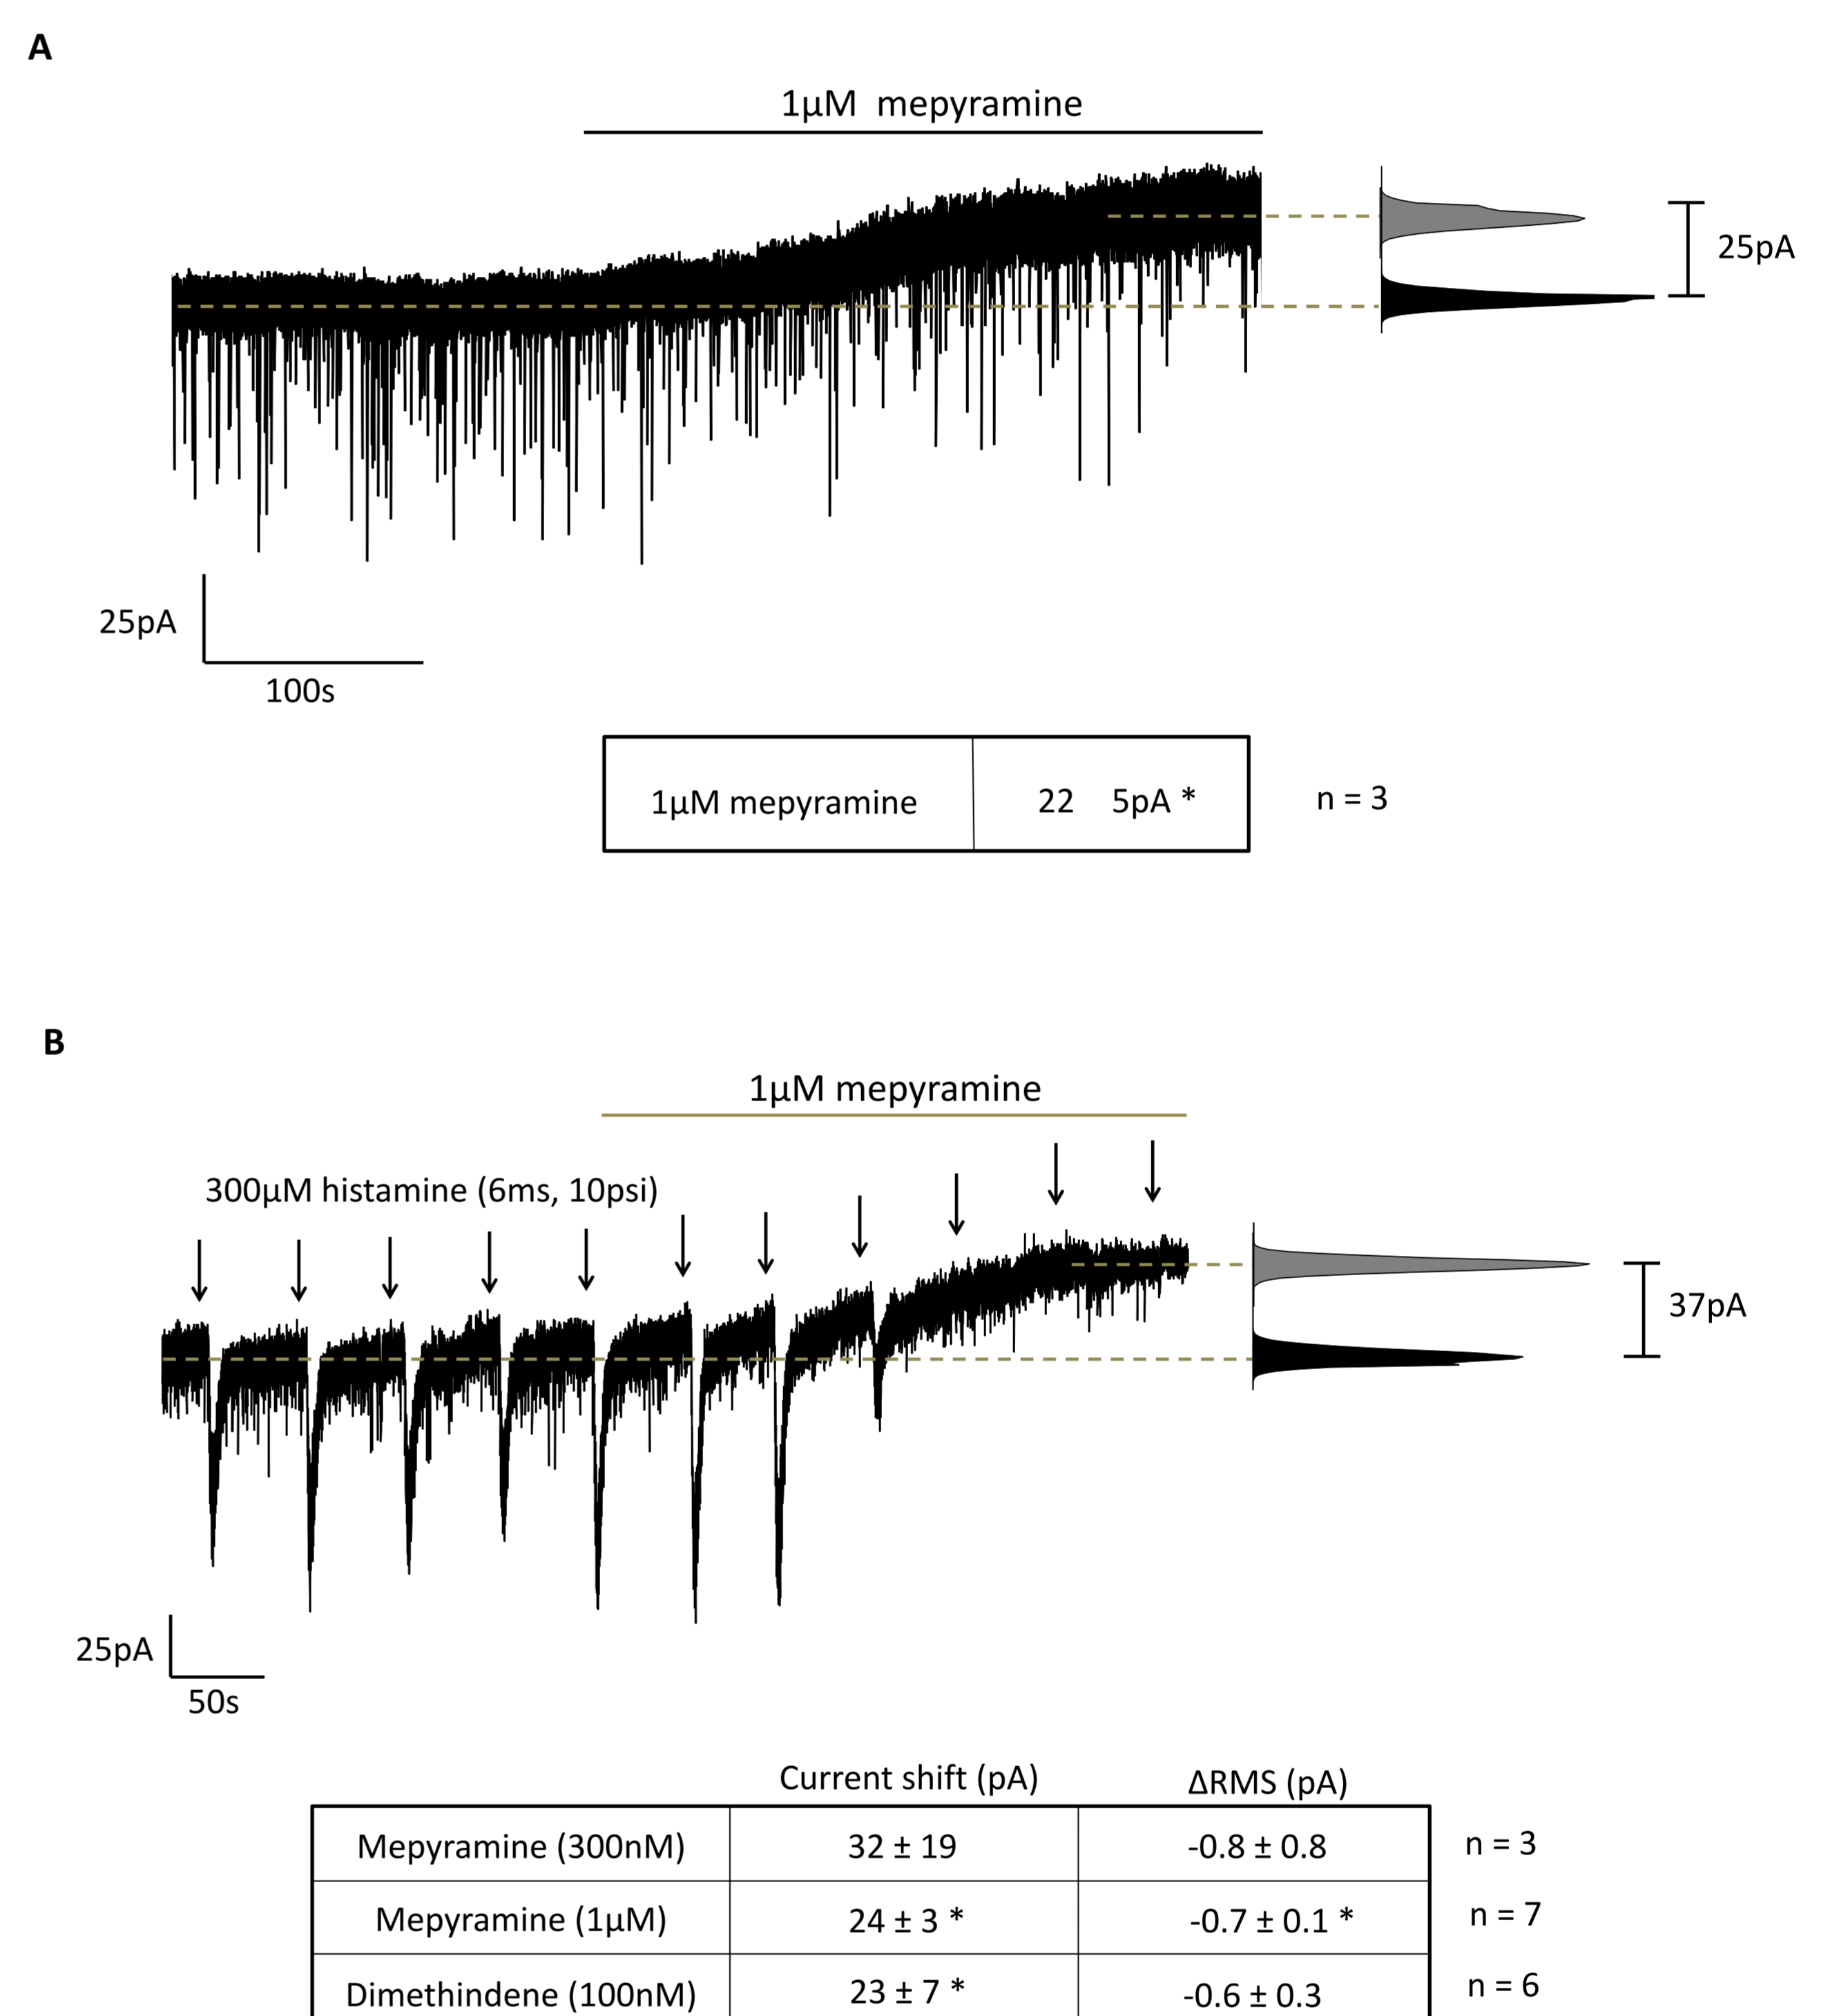 A
1µM mepyramine
25pA
25pA
100s
1µM mepyramine 22 5pA * n = 3
B
1µM mepyramine
300µM histamine (6ms, 10psi)
37pA
25pA
50s
Current shift (pA) ΔRMS (pA)
Mepyramine (300nM) 32 ± 19 -0.8 ± 0.8 n = 3
Mepyramine (1µM) 24 ± 3 * -0.7 ± 0.1 * n = 7
Dimethindene (100nM) 23 ± 7 * -0.6 ± 0.3 n = 6